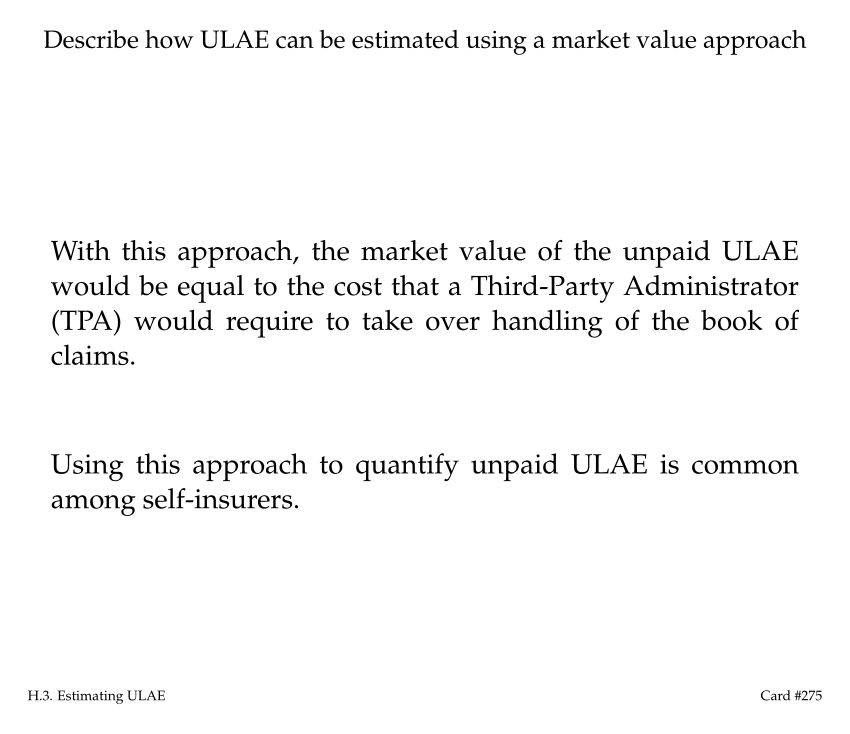 Describe how ULAE can be estimated using a market value approach
With this approach, the market value of the unpaid ULAE
would be equal to the cost that a Third-Party Administrator
(TPA) would require to take over handling of the book of
claims.
Using this approach to quantify unpaid ULAE is common
among self-insurers.
H.3. Estimating ULAE
Card #275